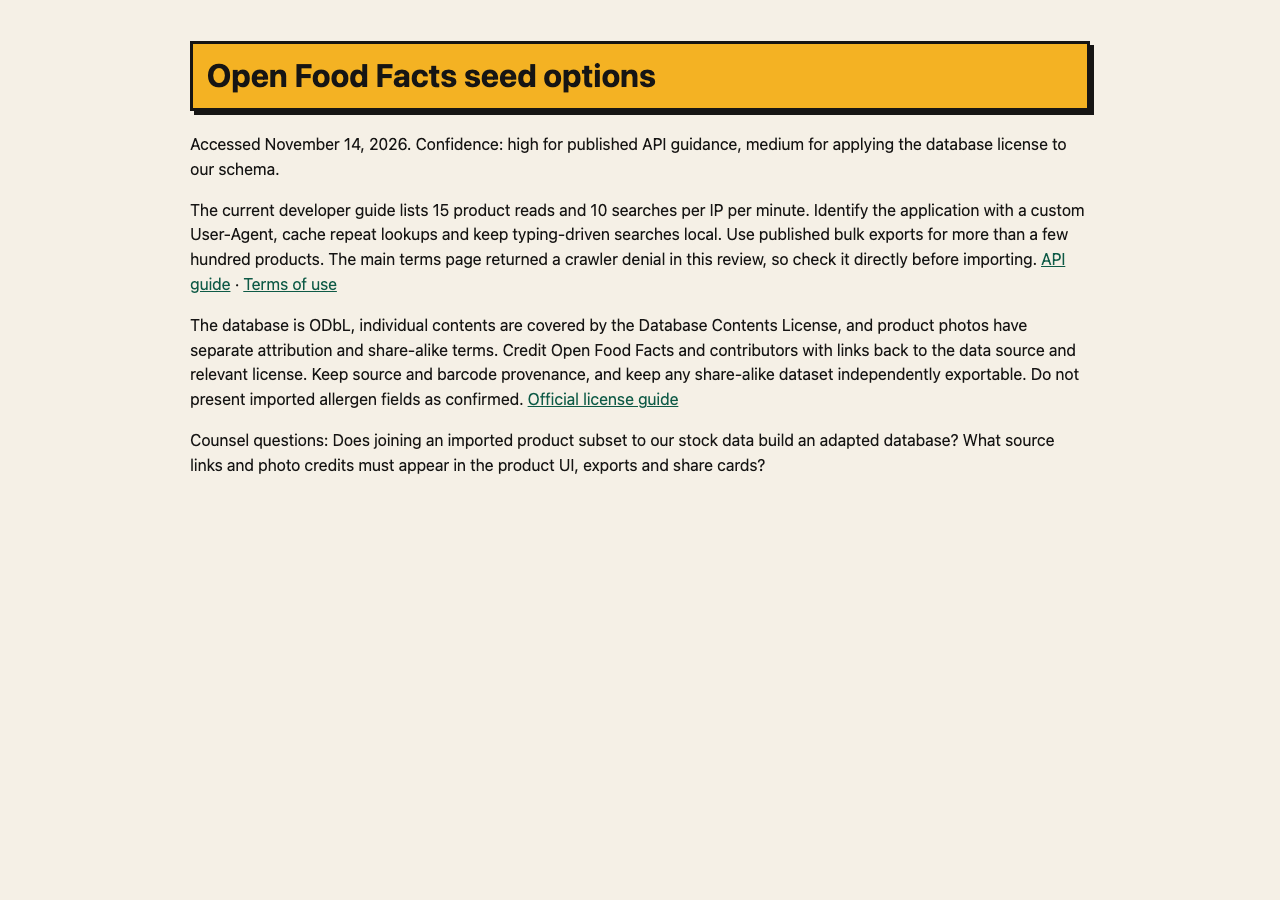 Open Food Facts seed options
Accessed November 14, 2026. Confidence: high for published API guidance, medium for applying the database license to
our schema.
The current developer guide lists 15 product reads and 10 searches per IP per minute. Identify the application with a custom
User-Agent, cache repeat lookups and keep typing-driven searches local. Use published bulk exports for more than a few
hundred products. The main terms page returned a crawler denial in this review, so check it directly before importing. API
guide · Terms of use
The database is ODbL, individual contents are covered by the Database Contents License, and product photos have
separate attribution and share-alike terms. Credit Open Food Facts and contributors with links back to the data source and
relevant license. Keep source and barcode provenance, and keep any share-alike dataset independently exportable. Do not
present imported allergen fields as confirmed. Official license guide
Counsel questions: Does joining an imported product subset to our stock data build an adapted database? What source
links and photo credits must appear in the product UI, exports and share cards?